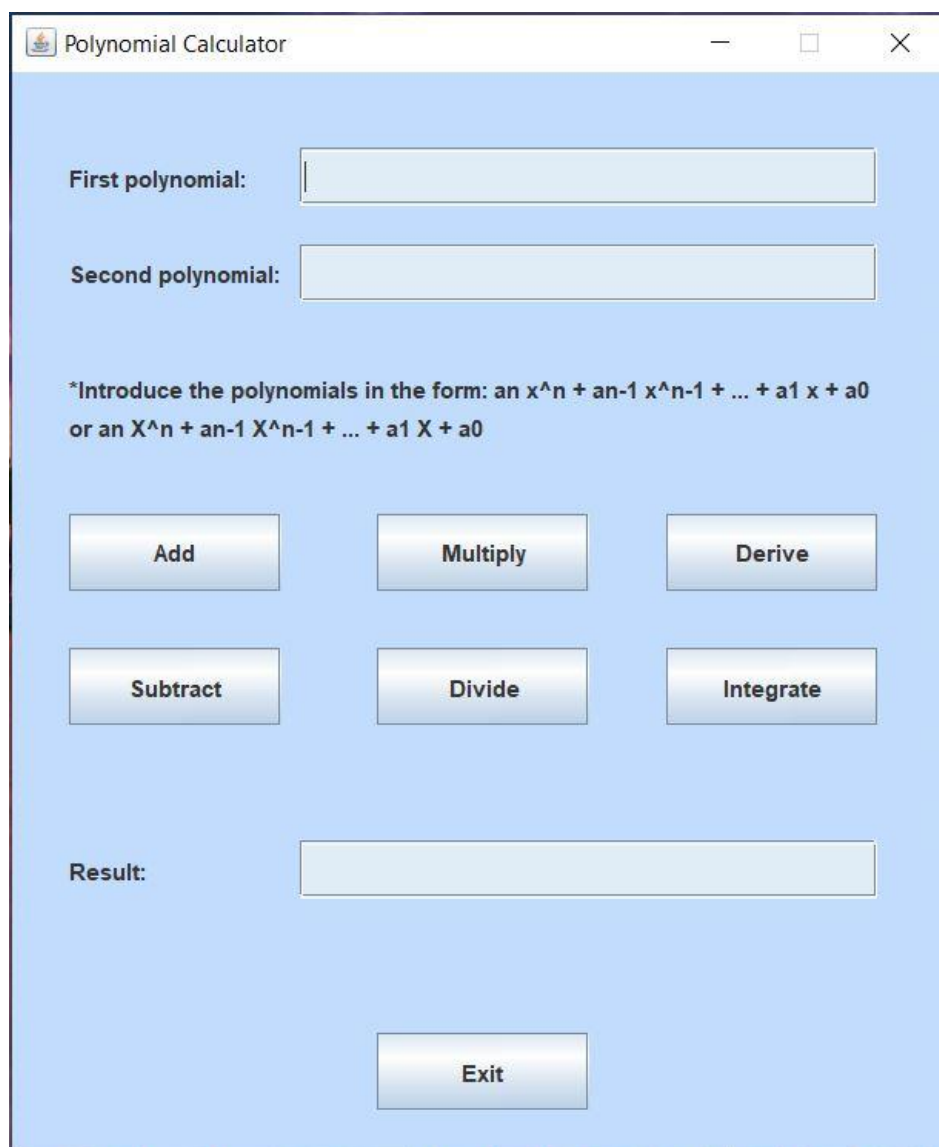 Polynomial Calculator
First polynomial:
Second polynomial:
*Introduce the polynomials in the form: an x^n + an-1 x^n-1 + ... + a1 x + a0
or an X^n + an-1 X^n-1 + ... + a1 X + a0
Add Multiply Derive
Subtract Divide Integrate
Result:
Exit